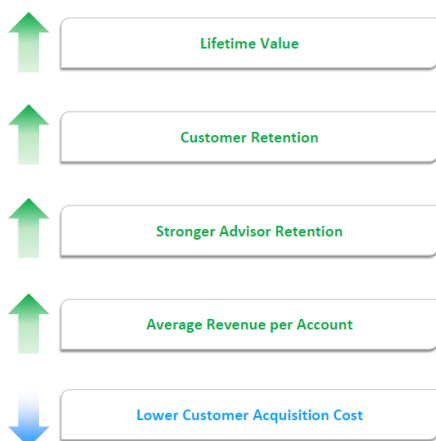 Lifetime Value
Customer Retention
Stronger Advisor Retention
Average Revenue per Account
Lower Customer Acquisition Cost